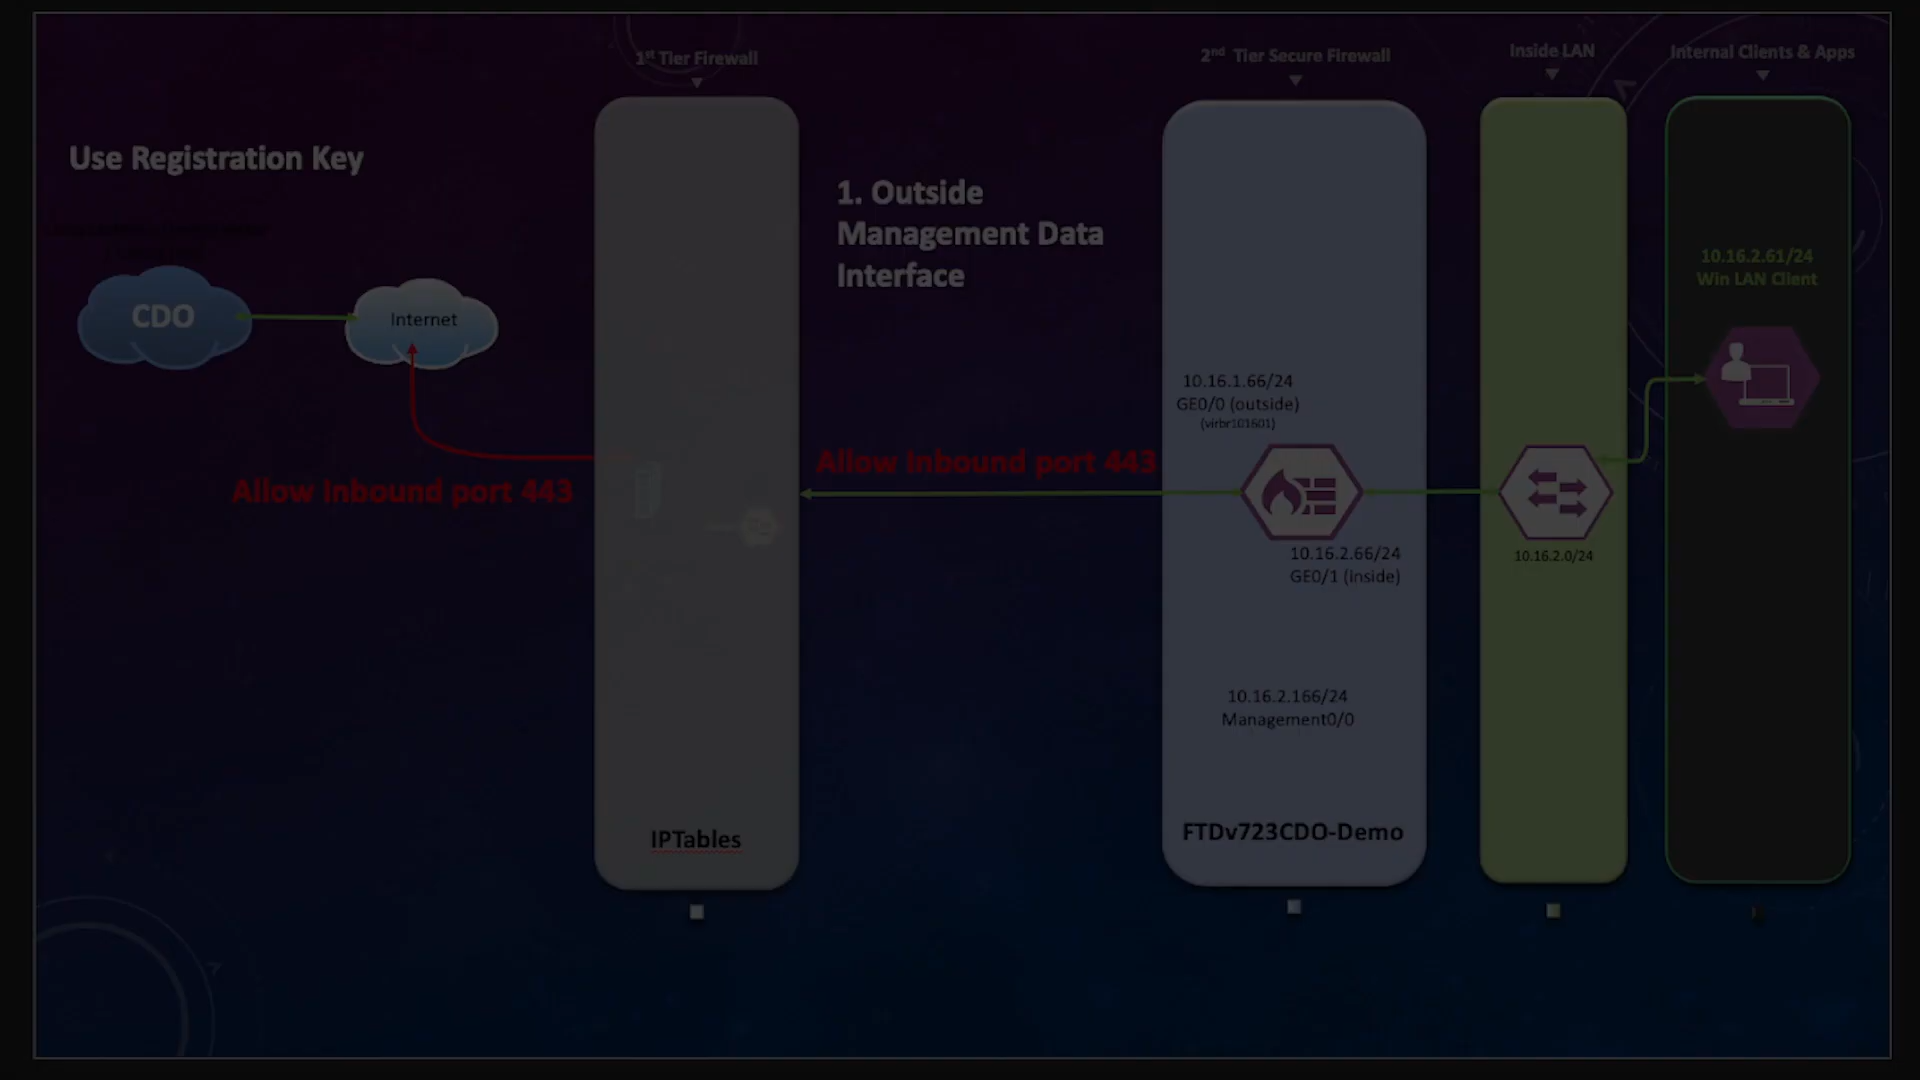 1st Tier Firewall
2nd Tier Secure Firewall
Inside LAN
Internal Clients & Apps
Use Registration Key
1. Outside
Management Data
Interface
CDO
Internet
10.16.2.61/24
Win LAN Client
10.16.1.66/24
GE0/0 (outside)
(virbr101601)
Allow Inbound port 443
Allow Inbound port 443
10.16.2.66/24
GE0/1 (inside)
10.16.2.0/24
10.16.2.166/24
Management0/0
IPTables
FTDv723CDO-Demo